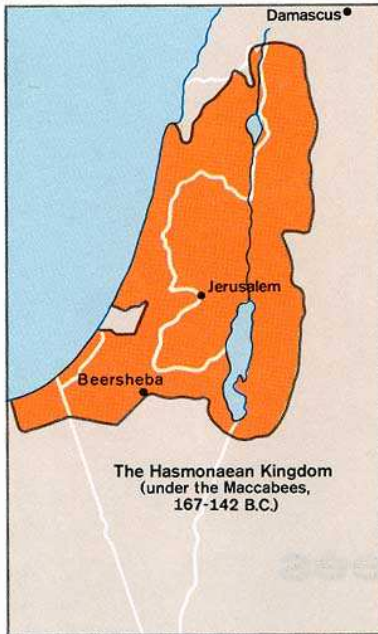 Damascus
Jerusalem
Beersheba
The Hasmonaean Kingdom
(under the Maccabees,
167-142 B.C.)